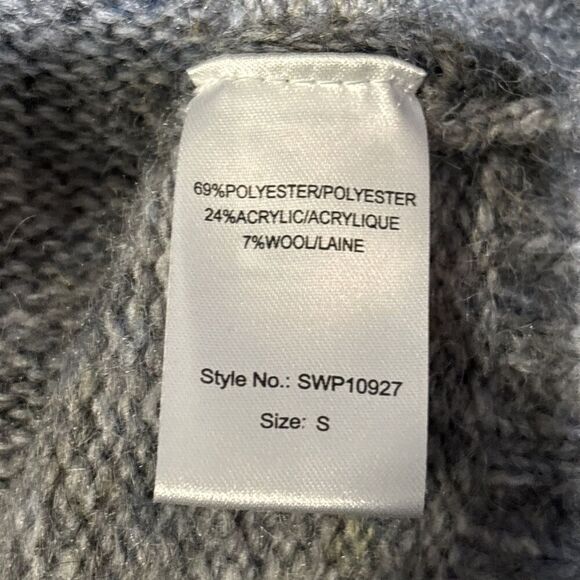 69%POLYESTER/POLYESTER
24%ACRYLIC/ACRYLIQUE
7%WOOL/LAINE
Style No.: SWP10927
Size: S